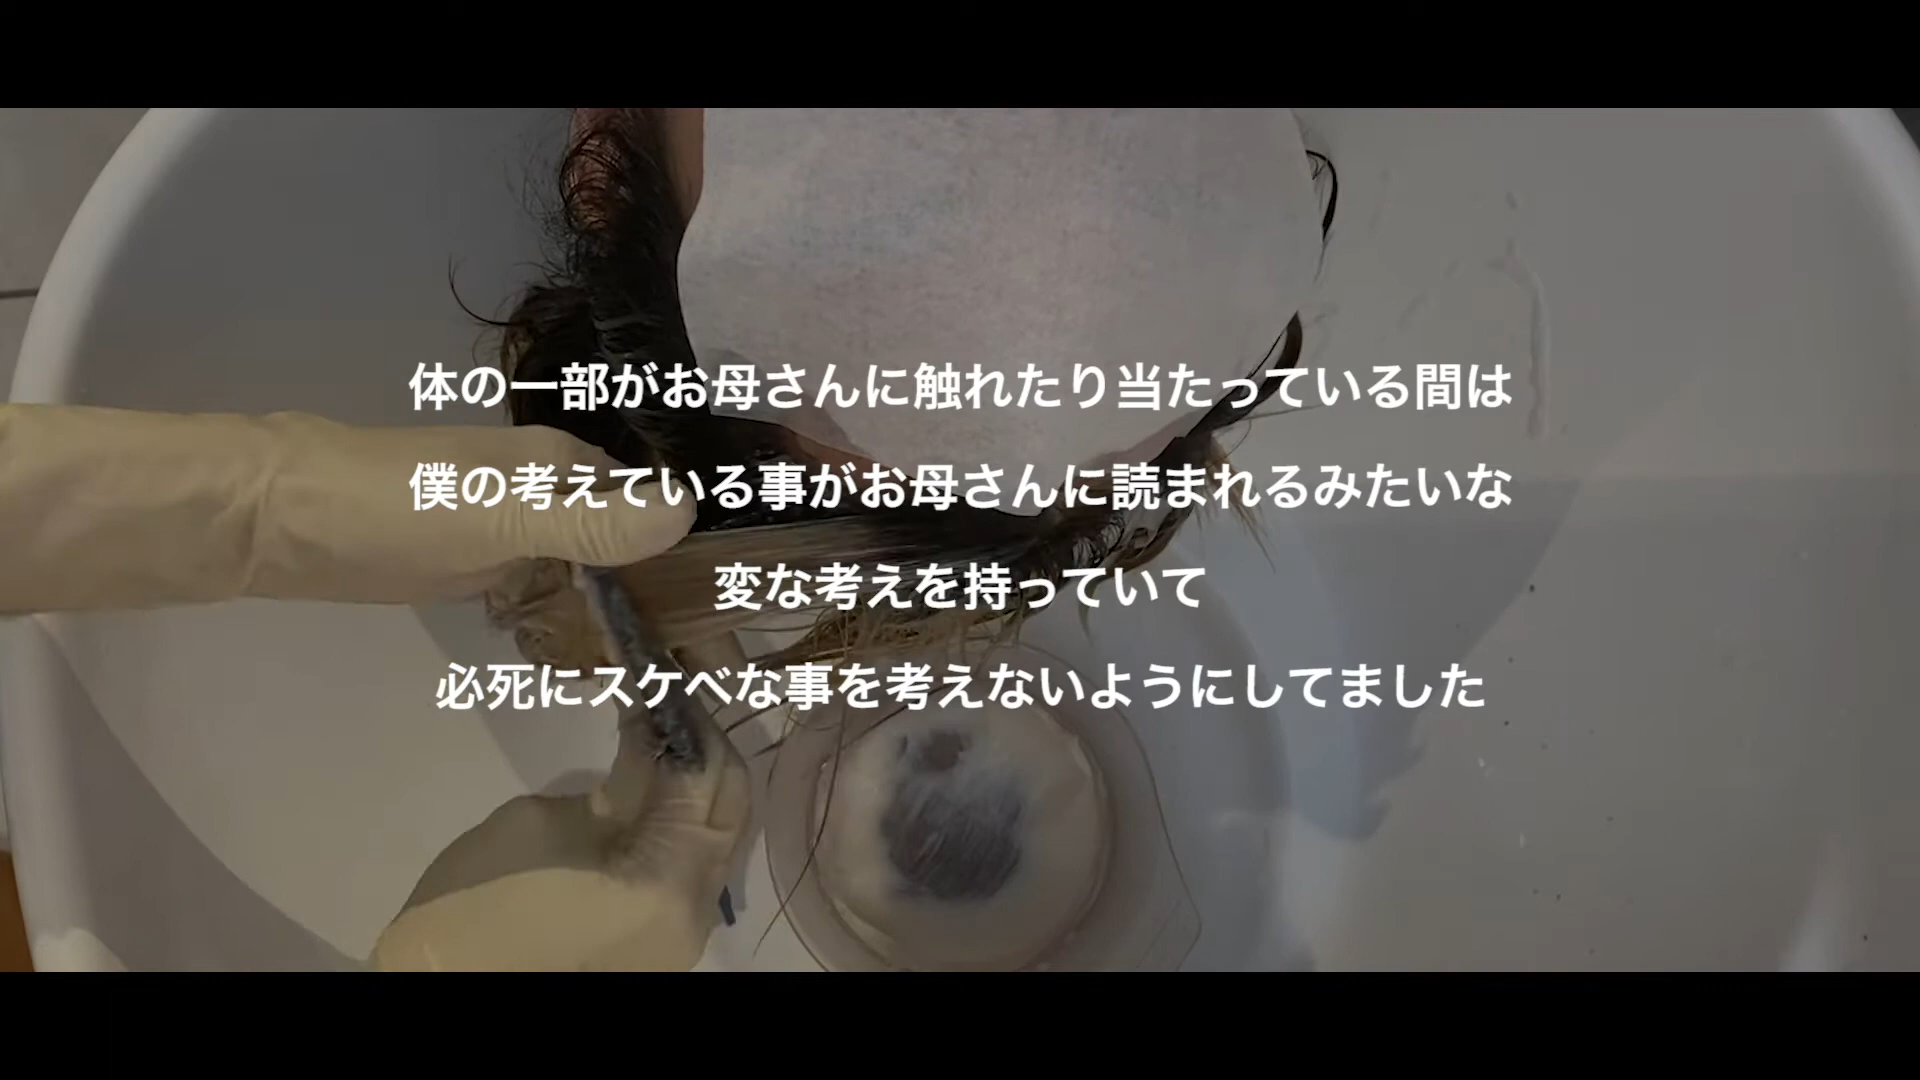 体の一部がお母さんに触れたり当たっている間は
僕の考えている事がお母さんに読まれるみたいな
変な考えを持っていて
必死にスケベな事を考えないようにしてました